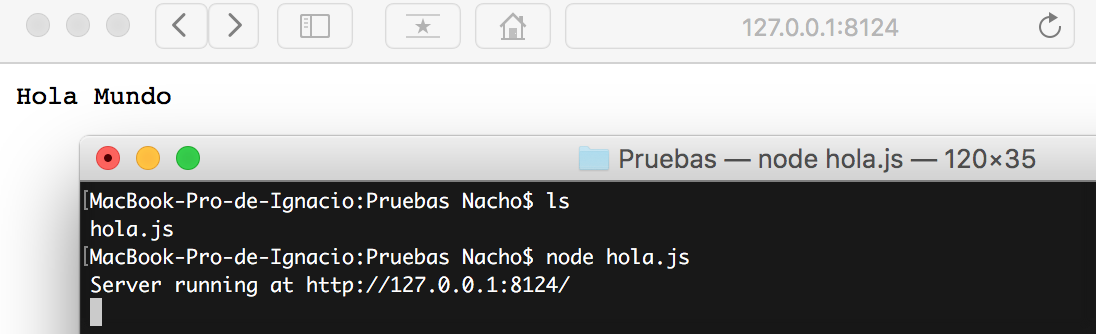 127.0.0.1:8124
Hola Mundo
Pruebas — node hola.js — 120×35
[MacBook-Pro-de-Ignacio:Pruebas Nacho$ ls
hola.js
[MacBook-Pro-de-Ignacio:Pruebas Nacho$ node hola.js
Server running at http://127.0.0.1:8124/